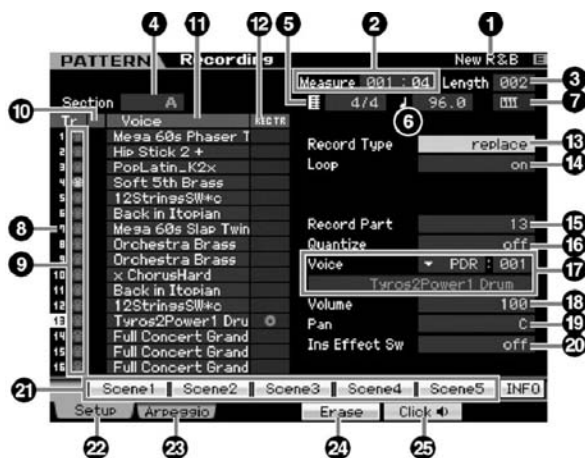 1
2
3
4
5
6
7
8
9
10
11
12
13
14
15
16
17
18
19
20
21
22
23
24
25
PATTERN Recording New R&B E
Measure 001 : 04 Length 002
Section A 4/4 96.0
Tr Voice RECTR
1 Mega 60s Phaser T
2 Hip Stick 2 +
3 PopLatin_K2x
4 Soft 5th Brass
5 12StringsSW*c
6 Back in Itopian
7 Mega 60s Slap Twin
8 Orchestra Brass
9 Orchestra Brass
10 x ChorusHard
11 Back in Itopian
12 12StringsSW*c
13 Tyros2Power1 Dru
14 Full Concert Grand
15 Full Concert Grand
16 Full Concert Grand
Record Type replace
Loop on
Record Part 13
Quantize off
Voice PDR : 001
Tyros2Power1 Drum
Volume 100
Pan C
Ins Effect Sw off
Scene1 Scene2 Scene3 Scene4 Scene5 INFO
Setup Arpeggio Erase Click